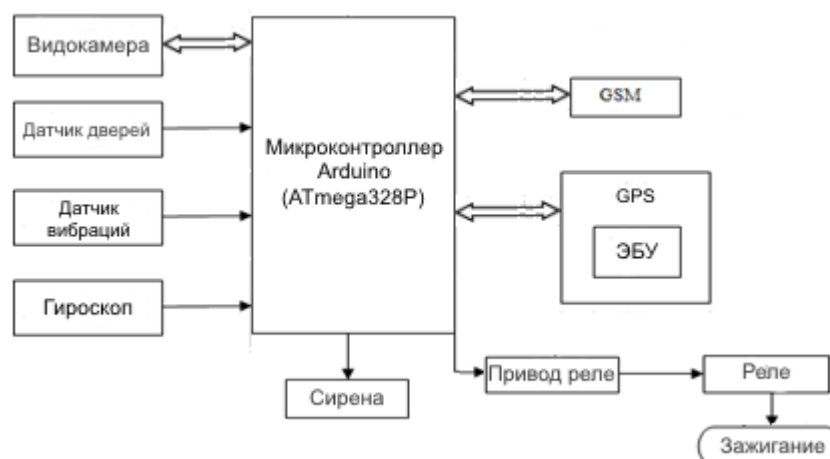 Видокамера
Датчик дверей
Датчик
вибраций
Гироскоп
Микроконтроллер
Arduino
(ATmega328P)
GSM
GPS
ЭБУ
Сирена
Привод реле
Реле
Зажигание